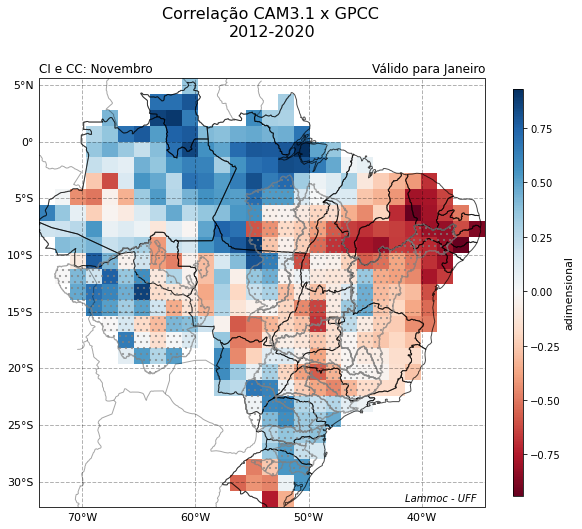 Correlação CAM3.1 x GPCC
2012-2020
CI e CC: Novembro
Válido para Janeiro
5°N
0°
5°S
10°S
15°S
20°S
25°S
30°S
70°W
60°W
50°W
40°W
Lammoc - UFF
0.75
0.50
0.25
0.00
−0.25
−0.50
−0.75
adimensional